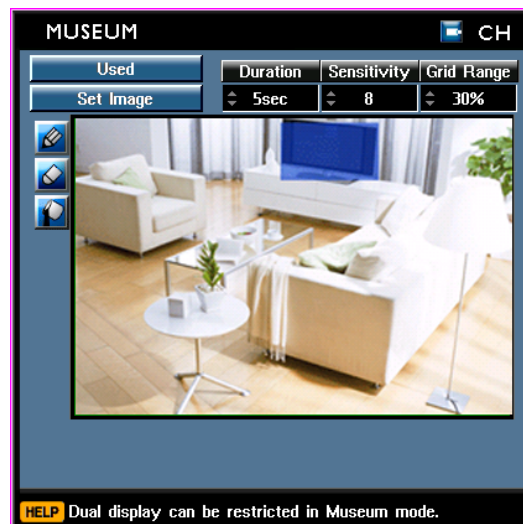 MUSEUM
CH
Used
Set Image
Duration Sensitivity Grid Range
5sec 8 30%
HELP Dual display can be restricted in Museum mode.